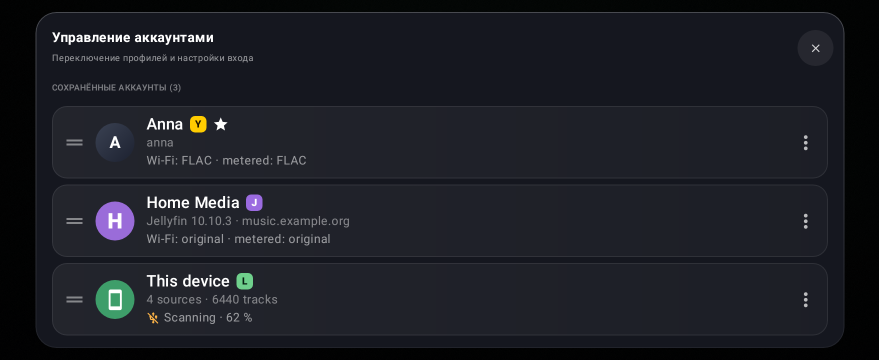 Управление аккаунтами
Переключение профилей и настройки входа
СОХРАНЁННЫЕ АККАУНТЫ (3)
A
Anna Y
anna
Wi-Fi: FLAC · metered: FLAC
H
Home Media J
Jellyfin 10.10.3 · music.example.org
Wi-Fi: original · metered: original
This device L
4 sources · 6440 tracks
Scanning · 62 %